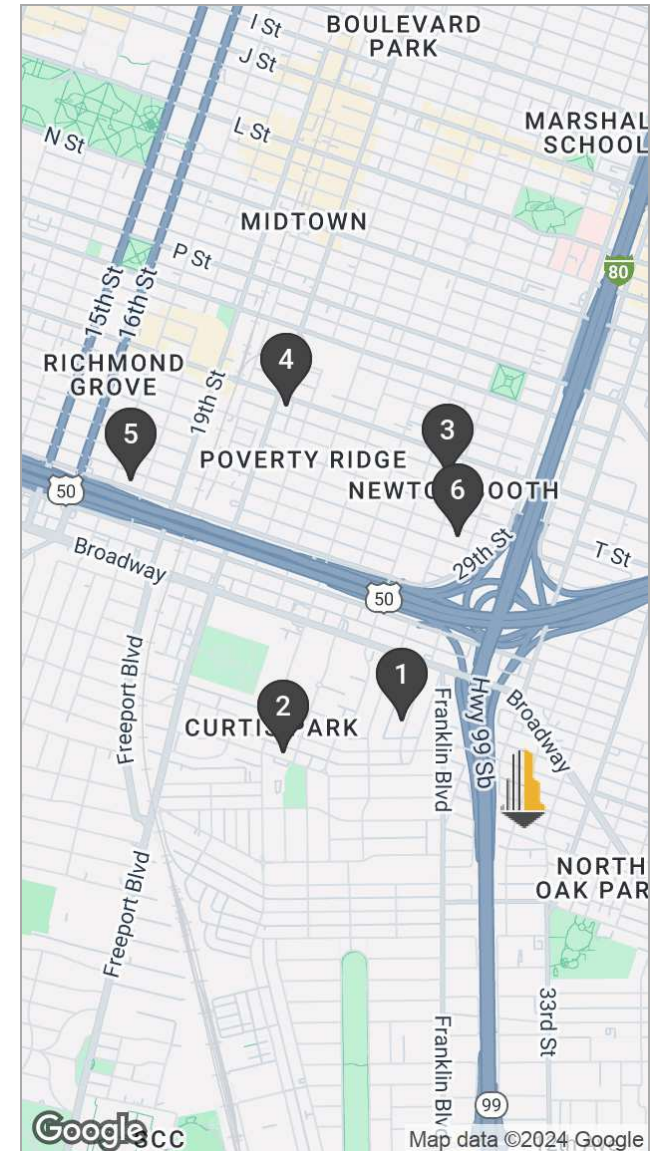 I St
BOULEVARD
PARK
J St
MARSHAL
SCHOOL
L St
N St
MIDTOWN
P St
80
15th St
16th St
RICHMOND
GROVE
4
19th St
5
3
POVERTY RIDGE
NEWTO
OOTH
6
50
29th St
T St
Broadway
50
1
Freeport Blvd
2
CURTIS
PARK
Franklin Blvd
Hwy 99 Sb
Broadway
NORTH
OAK PAR
Freeport Blvd
33rd St
Franklin Blv
99
Google
SCC
Map data ©2024 Google